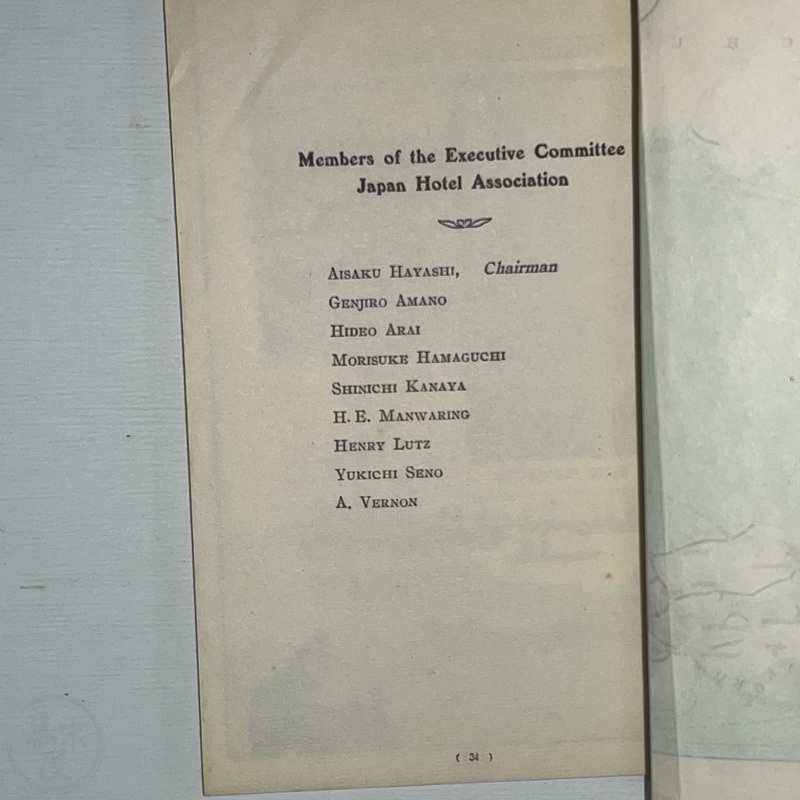 Members of the Executive Committee
Japan Hotel Association
AISAKU HAYASHI, Chairman
GENJIRO AMANO
HIDEO ARAI
MORISUKE HAMAGUCHI
SHINICHI KANAYA
H. E. MANWARING
HENRY LUTZ
YUKICHI SENO
A. VERNON
( 34 )